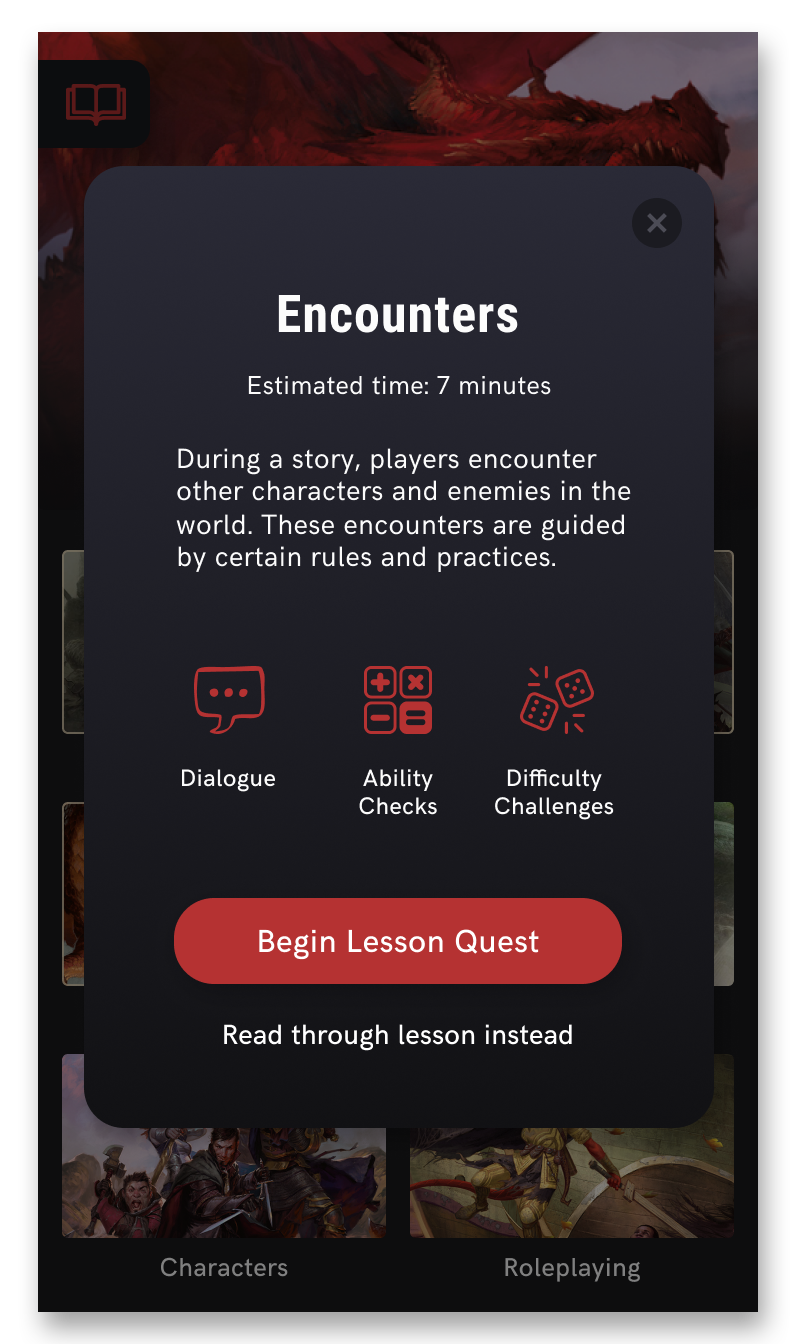 Encounters
Estimated time: 7 minutes
During a story, players encounter
other characters and enemies in the
world. These encounters are guided
by certain rules and practices.
Dialogue
Ability
Checks
Difficulty
Challenges
Begin Lesson Quest
Read through lesson instead
Characters
Roleplaying